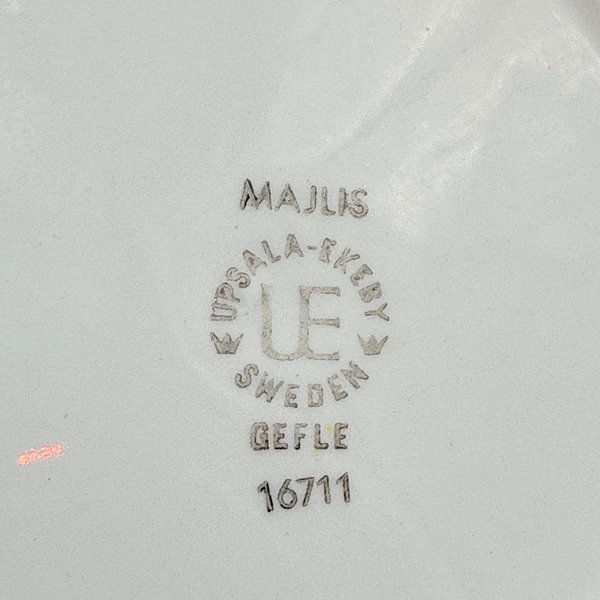 MAJLIS
UPSALA-EKEBY
UE
SWEDEN
GEFLE
16711